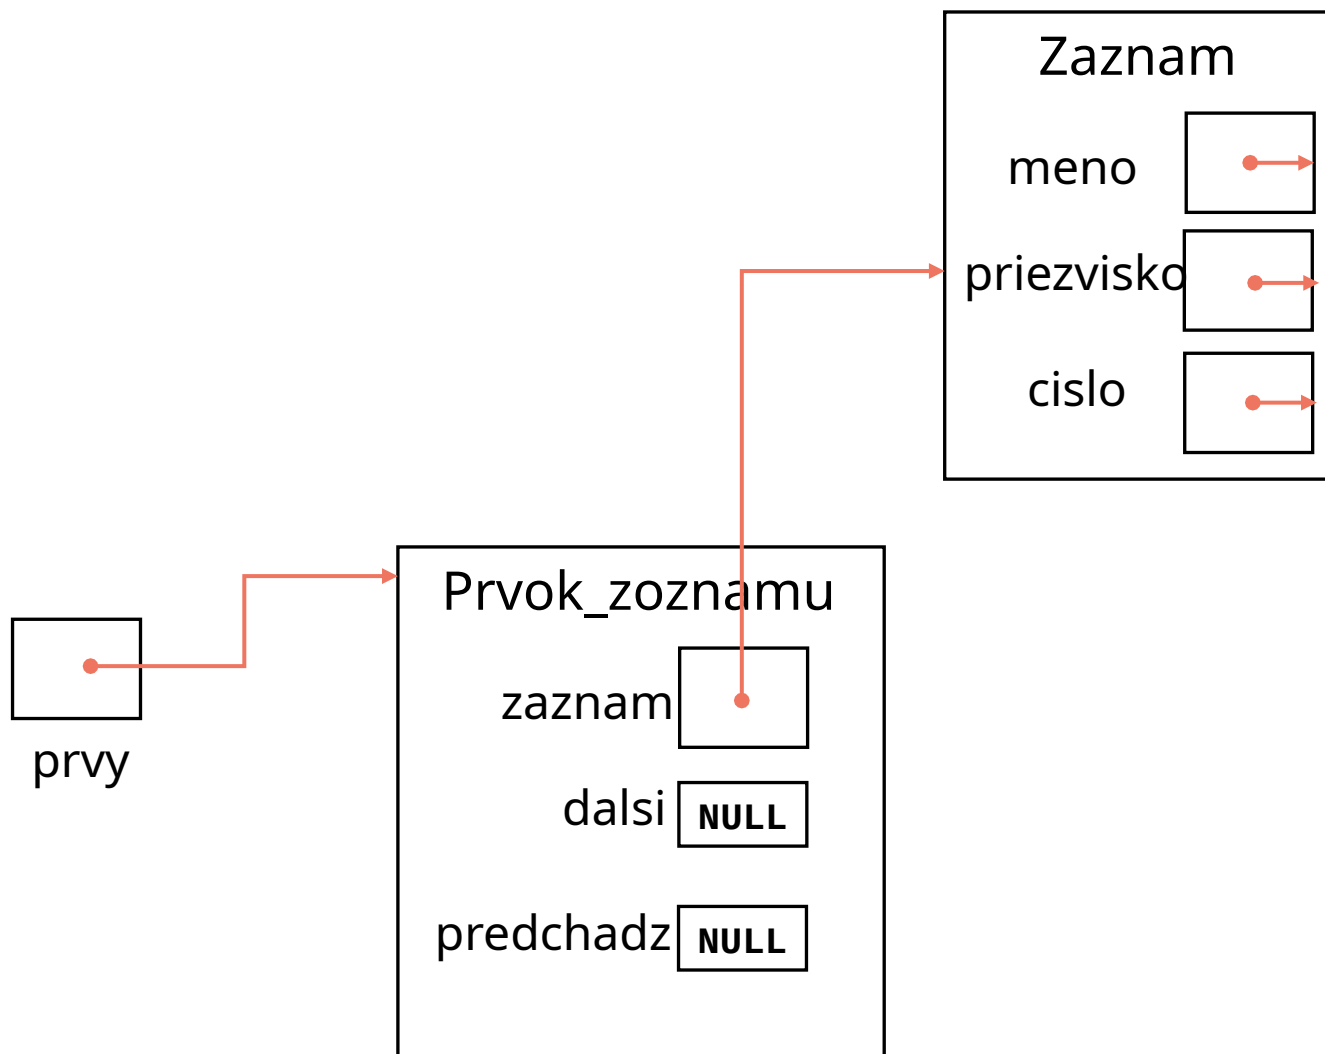 Zaznam
meno
priezvisko
cislo
Prvok_zoznamu
zaznam
prvy
dalsi NULL
predchadz NULL